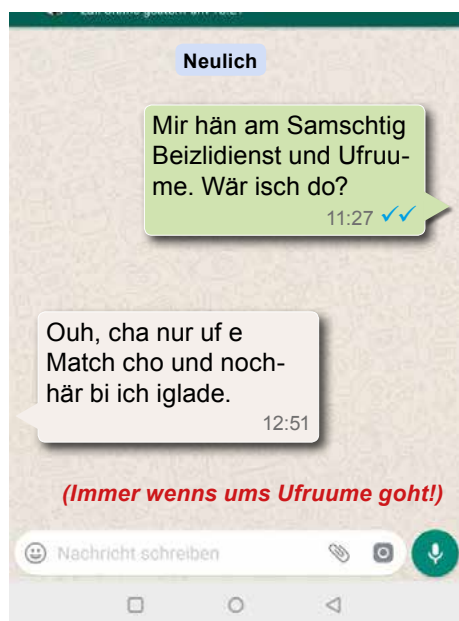 Neulich
Mir hän am Samschtig
Beizlidienst und Ufruu-
me. Wär isch do?
11:27
Ouh, cha nur uf e
Match cho und noch-
här bi ich iglade.
12:51
(Immer wenns ums Ufruume goht!)
Nachricht schreiben